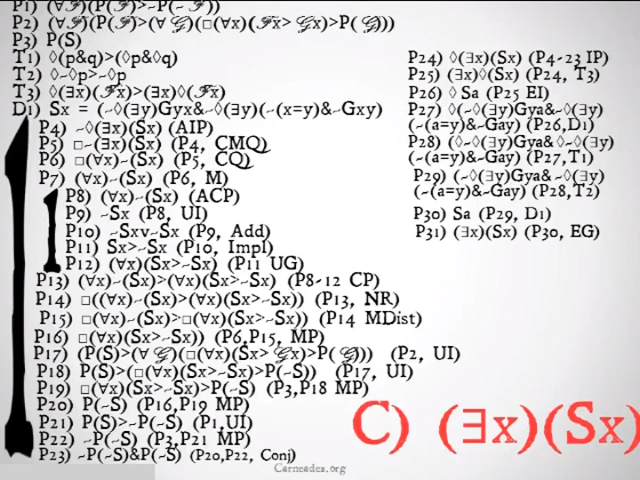 P1) (∀ℱ)(P(ℱ)>~P(~ℱ))
P2) (∀ℱ)(P(ℱ)>(∀𝒢)(□(∀x)(ℱx>𝒢x)>P(𝒢)))
P3) P(S)
T1) ◊(p&q)>(◊p&◊q)
T2) ◊~◊p>~◊p
T3) ◊(∃x)(ℱx)>(∃x)◊(ℱx)
D1) Sx = (~◊(∃y)Gyx&~◊(∃y)(~(x=y)&~Gxy)
P4) ~◊(∃x)(Sx) (AIP)
P5) □~(∃x)(Sx) (P4, CMQ)
P6) □(∀x)~(Sx) (P5, CQ)
P7) (∀x)~(Sx) (P6, M)
P8) (∀x)~(Sx) (ACP)
P9) ~Sx (P8, UI)
P10) ~Sxv~Sx (P9, Add)
P11) Sx>~Sx (P10, Impl)
P12) (∀x)(Sx>~Sx) (P11 UG)
P13) (∀x)~(Sx)>(∀x)(Sx>~Sx) (P8-12 CP)
P14) □((∀x)~(Sx)>(∀x)(Sx>~Sx)) (P13, NR)
P15) □(∀x)~(Sx)>□(∀x)(Sx>~Sx)) (P14 MDist)
P16) □(∀x)(Sx>~Sx)) (P6,P15, MP)
P17) (P(S)>(∀𝒢)(□(∀x)(Sx>𝒢x)>P(𝒢))) (P2, UI)
P18) P(S)>(□(∀x)(Sx>~Sx)>P(~S)) (P17, UI)
P19) □(∀x)(Sx>~Sx)>P(~S) (P3,P18 MP)
P20) P(~S) (P16,P19 MP)
P21) P(S)>~P(~S) (P1,UI)
P22) ~P(~S) (P3,P21 MP)
P23) ~P(~S)&P(~S) (P20,P22, Conj)
P24) ◊(∃x)(Sx) (P4-23 IP)
P25) (∃x)◊(Sx) (P24, T3)
P26) ◊ Sa (P25 EI)
P27) ◊(~◊(∃y)Gya&~◊(∃y)
(~(a=y)&~Gay) (P26,D1)
P28) (◊~◊(∃y)Gya&◊~◊(∃y)
(~(a=y)&~Gay) (P27,T1)
P29) (~◊(∃y)Gya&~◊(∃y)
(~(a=y)&~Gay) (P28,T2)
P30) Sa (P29, D1)
P31) (∃x)(Sx) (P30, EG)
C) (∃x)(Sx)
Carneades.org